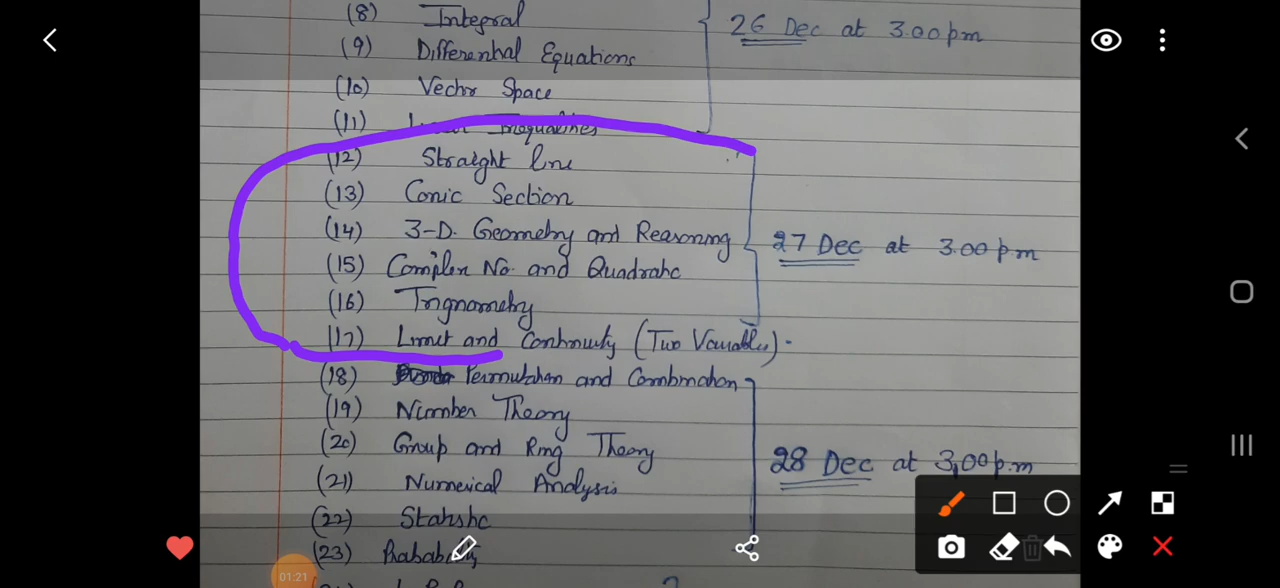 (8) Integral
26 Dec at 3.00 pm
(9) Differential Equations
(10) Vector Space
(11) Linear Inequalities
(12) Straight line
(13) Conic Section
(14) 3-D. Geometry and Reasoning
27 Dec at 3.00 p.m
(15) Complex No. and Quadratic
(16) Trignometry
(17) Limit and Continuity (Two Variables).
(18) Permutation and Combination
(19) Number Theory
(20) Group and Ring Theory
28 Dec at 3.00 p.m
(21) Numerical Analysis
(22) Statistic
(23) Probability
01:21